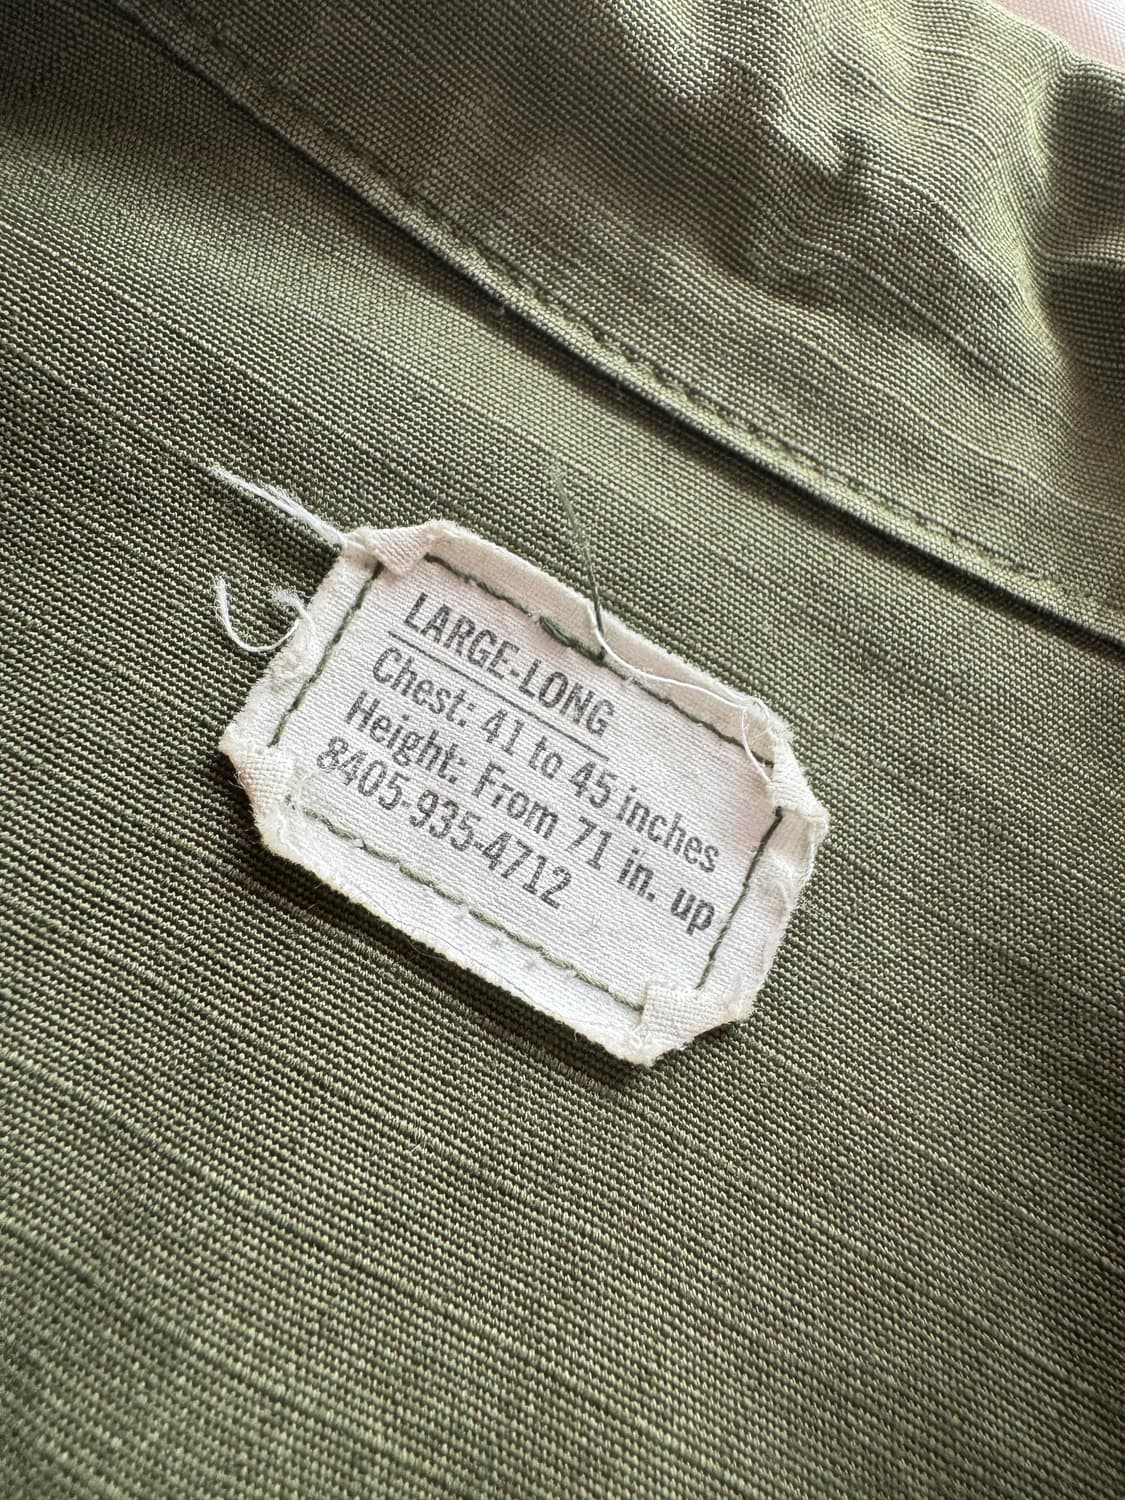 LARGE-LONG
Chest: 41 to 45 inches
Height: From 71 in. up
8405-935-4712